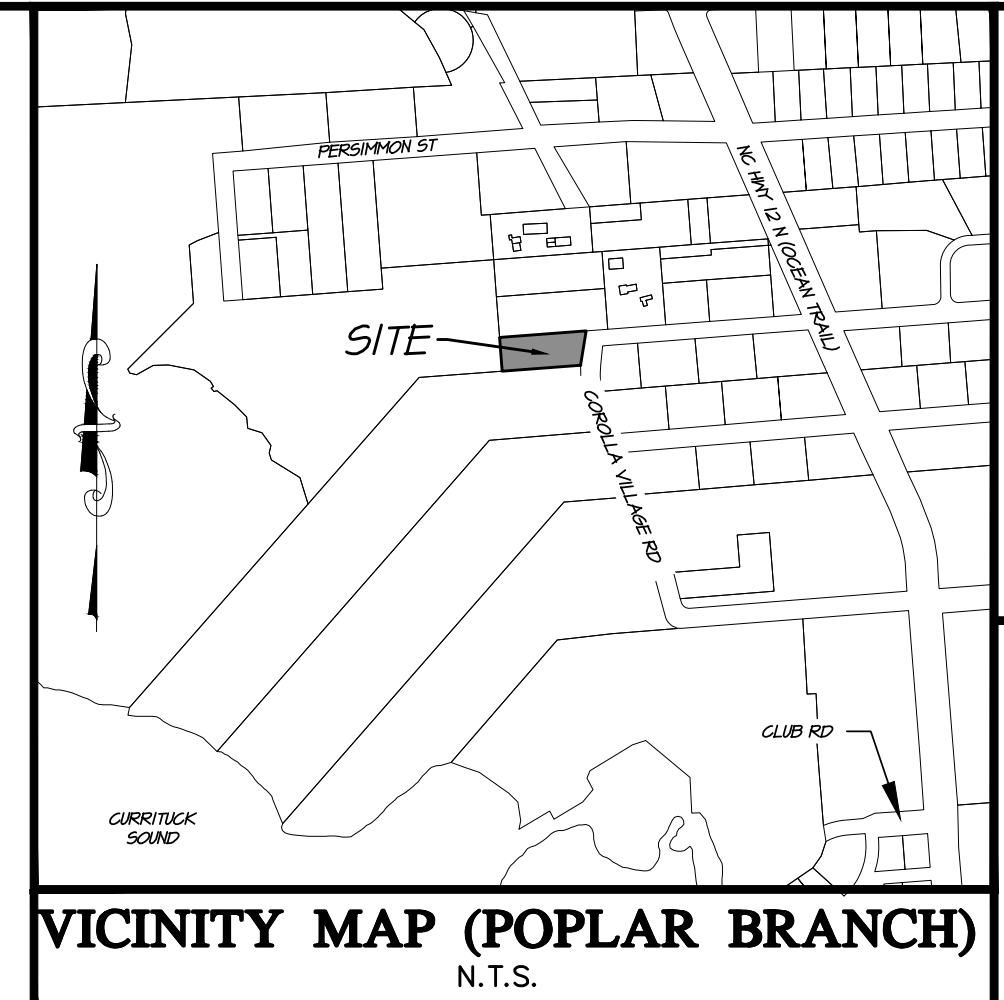 PERSIMMON ST
NC HWY 12 N (OCEAN TRAIL)
SITE
COROLLA VILLAGE RD
CLUB RD
CURRITUCK
SOUND
VICINITY MAP (POPLAR BRANCH)
N.T.S.